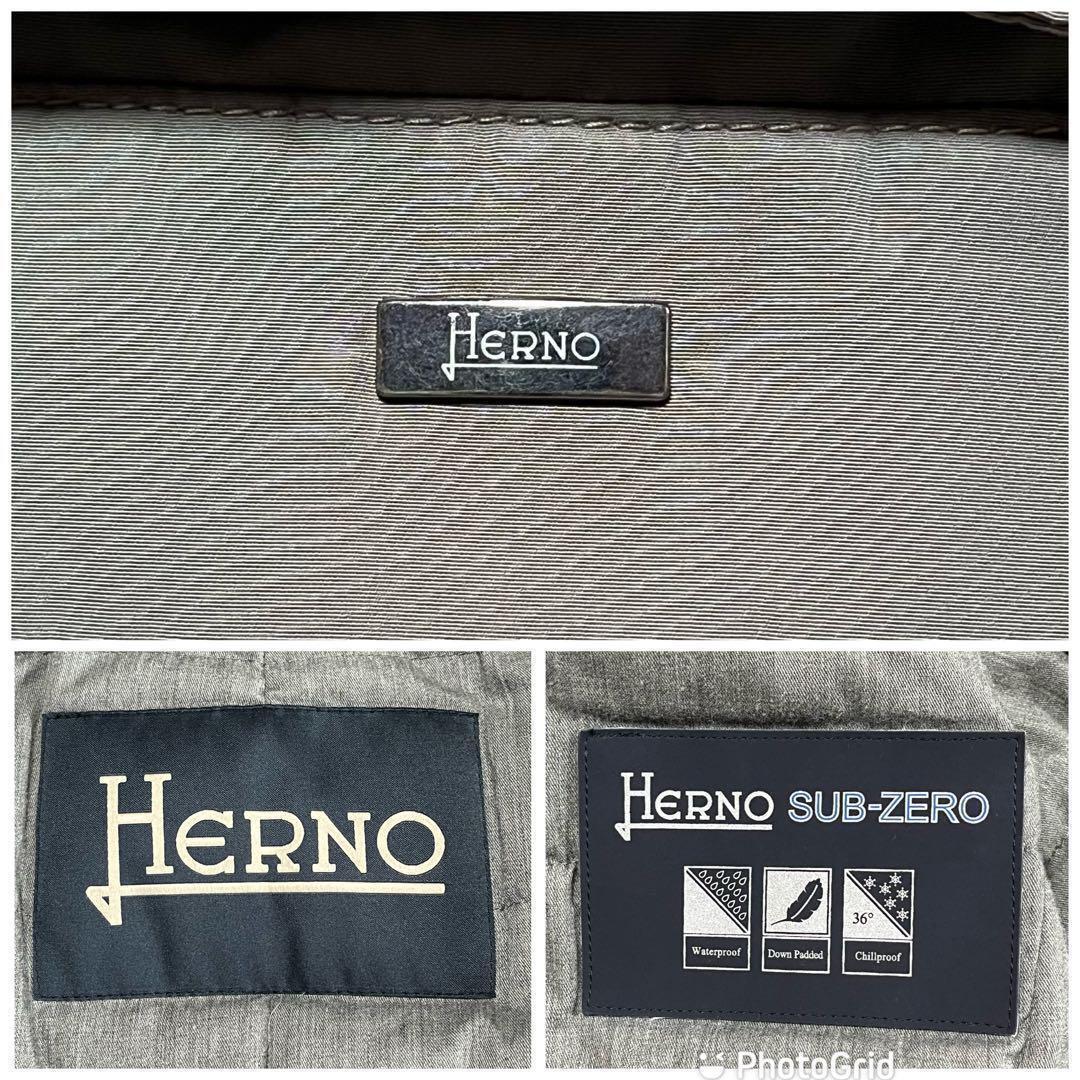 HERNO
HERNO
HERNO SUB-ZERO
36°
Waterproof
Down Padded
Chillproof
PhotoGrid